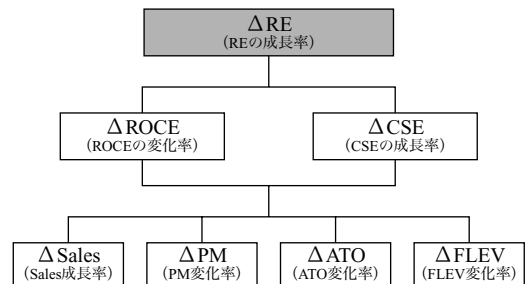 ΔRE
(REの成長率)
ΔROCE
(ROCEの変化率)
ΔCSE
(CSEの成長率)
ΔSales
(Sales成長率)
ΔPM
(PM変化率)
ΔATO
(ATO変化率)
ΔFLEV
(FLEV変化率)